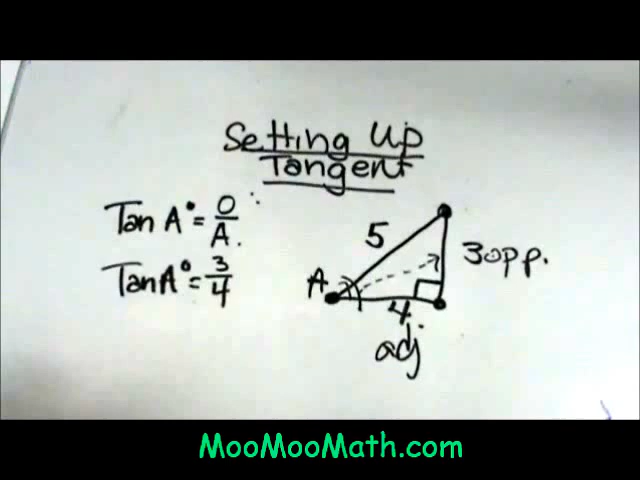 Setting Up
Tangent
Tan A° = O/A.
Tan A° = 3/4
A
5
3 opp.
4
adj
MooMooMath.com